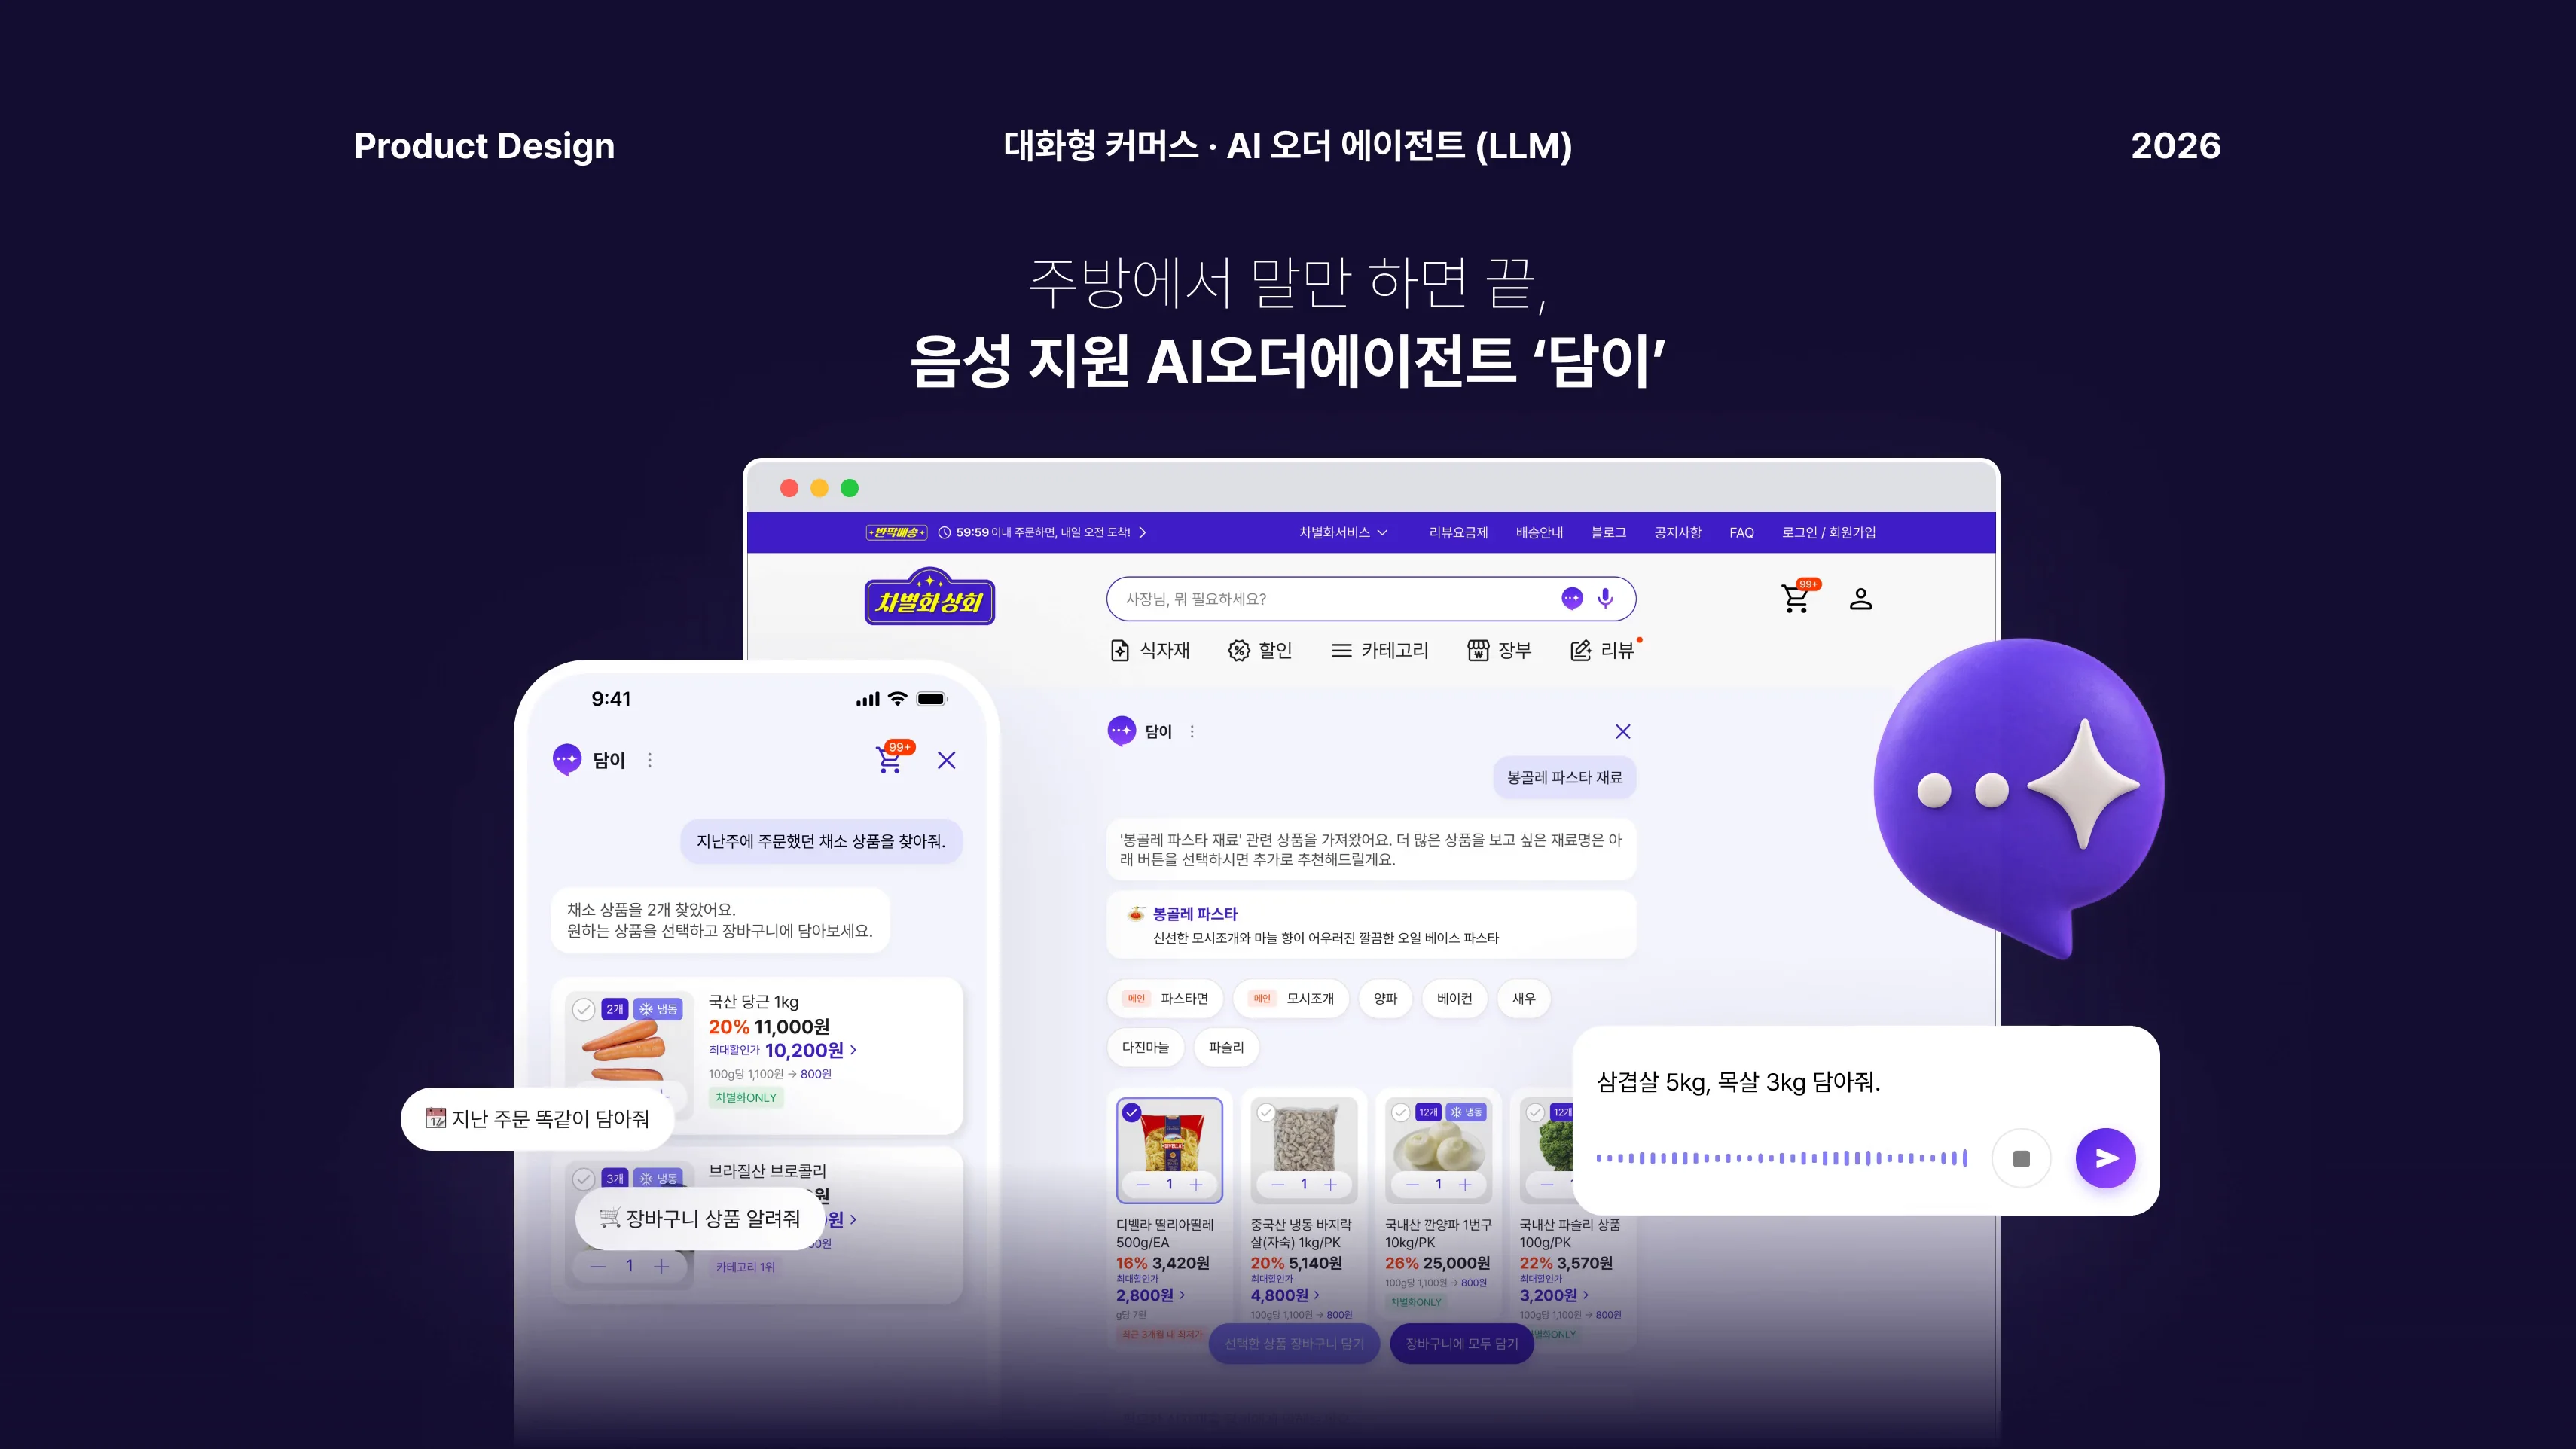 Product Design
대화형 커머스 · AI 오더 에이전트 (LLM)
2026
주방에서 말만 하면 끝,
음성 지원 AI오더에이전트 ‘담이’
반짝배송
59:59 이내 주문하면, 내일 오전 도착!
차별화서비스
리뷰요금제
배송안내
블로그
공지사항
FAQ
로그인 / 회원가입
차별화상회
사장님, 뭐 필요하세요?
99+
식자재
할인
카테고리
장부
리뷰
9:41
담이
99+
지난주에 주문했던 채소 상품을 찾아줘.
채소 상품을 2개 찾았어요.
원하는 상품을 선택하고 장바구니에 담아보세요.
2개
냉동
국산 당근 1kg
20% 11,000원
최대할인가 10,200원
100g당 1,100원 → 800원
차별화ONLY
지난 주문 똑같이 담아줘
3개
냉동
브라질산 브로콜리
원
장바구니 상품 알려줘
원
00원
1
카테고리 1위
담이
봉골레 파스타 재료
'봉골레 파스타 재료' 관련 상품을 가져왔어요. 더 많은 상품을 보고 싶은 재료명은 아
래 버튼을 선택하시면 추가로 추천해드릴게요.
봉골레 파스타
신선한 모시조개와 마늘 향이 어우러진 깔끔한 오일 베이스 파스타
메인 파스타면
메인 모시조개
양파
베이컨
새우
다진마늘
파슬리
1
디벨라 딸리아딸레
500g/EA
16% 3,420원
최대할인가
2,800원
g당 7원
최근 3개월 내 최저가
1
중국산 냉동 바지락
살(자숙) 1kg/PK
20% 5,140원
최대할인가
4,800원
100g당 1,100원 → 800원
12개
냉동
1
국내산 깐양파 1번구
10kg/PK
26% 25,000원
100g당 1,100원 → 800원
차별화ONLY
12개
국내산 파슬리 상품
100g/PK
22% 3,570원
최대할인가
3,200원
100g당 1,100원 → 800원
별화ONLY
선택한 상품 장바구니 담기
장바구니에 모두 담기
삼겹살 5kg, 목살 3kg 담아줘.